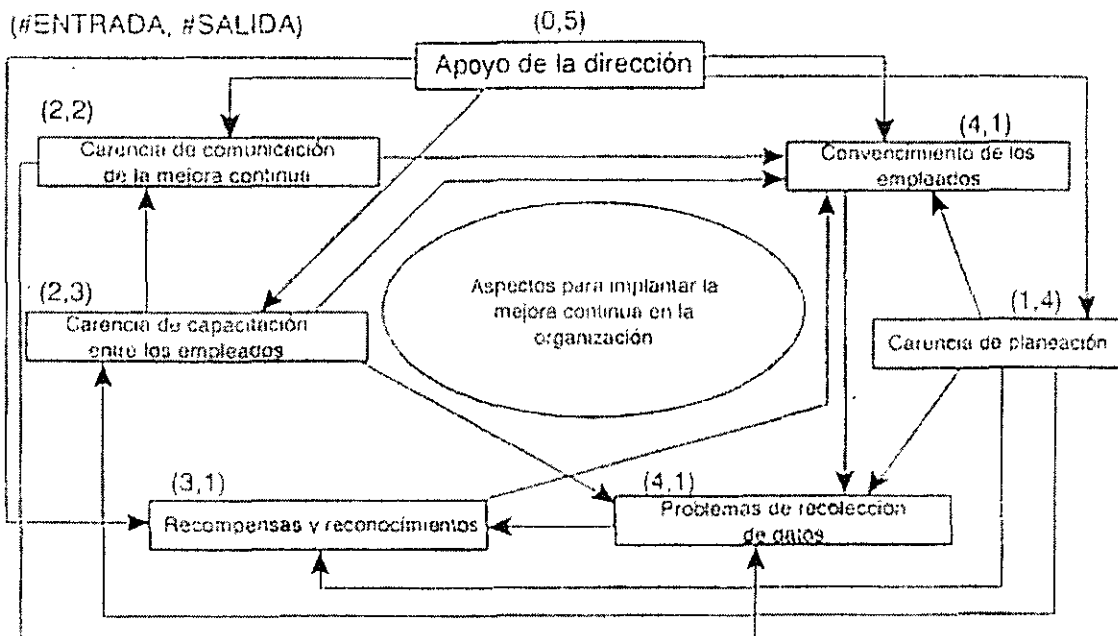 (#ENTRADA, #SALIDA)
(0,5)
Apoyo de la dirección
(2,2)
Carencia de comunicación
de la mejora continua
(4,1)
Convencimiento de los
empleados
Aspectos para implantar la
mejora continua en la
organización
(2,3)
Carencia de capacitación
entre los empleados
(1,4)
Carencia de planeación
(3,1)
Recompensas y reconocimientos
(4,1)
Problemas de recolección
de datos